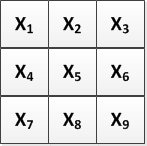 X₁ X₂ X₃
X₄ X₅ X₆
X₇ X₈ X₉